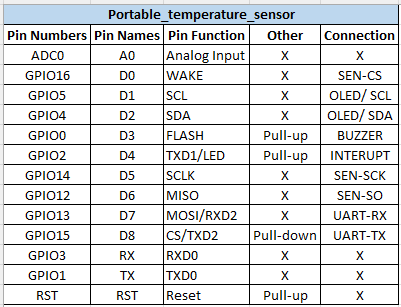 Portable_temperature_sensor
Pin Numbers Pin Names Pin Function Other Connection
ADC0 A0 Analog Input X X
GPIO16 D0 WAKE X SEN-CS
GPIO5 D1 SCL X OLED/ SCL
GPIO4 D2 SDA X OLED/ SDA
GPIO0 D3 FLASH Pull-up BUZZER
GPIO2 D4 TXD1/LED Pull-up INTERUPT
GPIO14 D5 SCLK X SEN-SCK
GPIO12 D6 MISO X SEN-SO
GPIO13 D7 MOSI/RXD2 X UART-RX
GPIO15 D8 CS/TXD2 Pull-down UART-TX
GPIO3 RX RXD0 X X
GPIO1 TX TXD0 X X
RST RST Reset Pull-up X